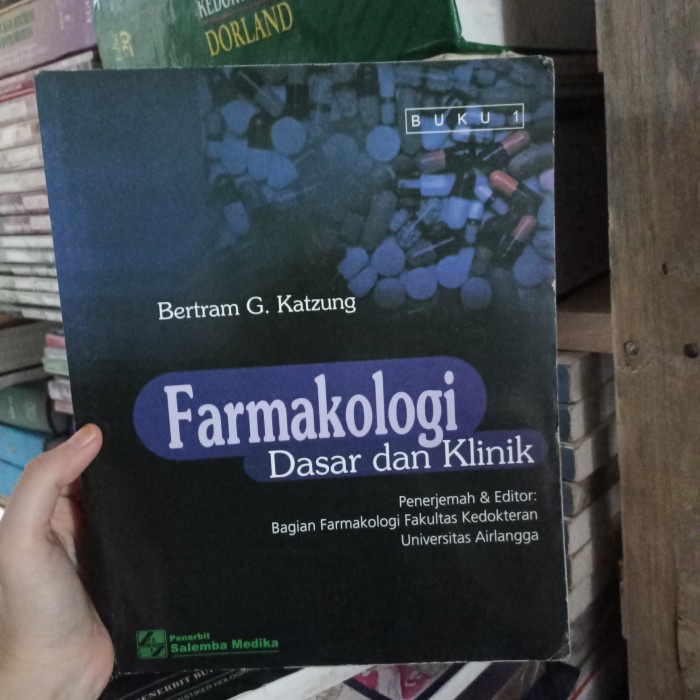 DORLAND
BUKU 1
Bertram G. Katzung
Farmakologi
Dasar dan Klinik
Penerjemah & Editor:
Bagian Farmakologi Fakultas Kedokteran
Universitas Airlangga
Penerbit
Salemba Medika